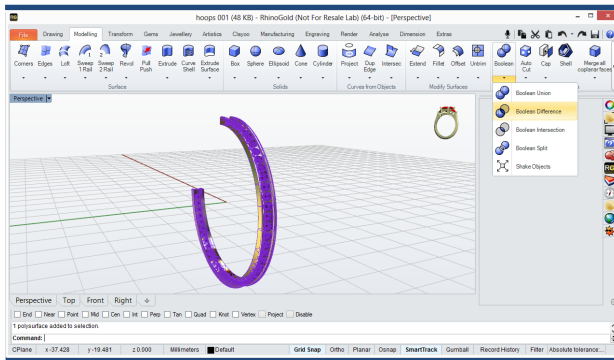 hoops 001 (48 KB) - RhinoGold (Not For Resale Lab) (64-bit) - [Perspective]
File Drawing Modelling Transform Gems Jewellery Artistics Clayoo Manufacturing Engraving Render Analyse Dimension Extras
Corners Edges Loft Sweep 1 Rail Sweep 2 Rail Revol Pull Push Extrude Curve Shell Extrude Surface Box Sphere Ellipsoid Cone Cylinder Project Dup Edge Intersec Extend Fillet Offset Untrim Boolean Auto Cut Cap Shell Merge all coplanar faces
Surface Solids Curves from Objects Modify Surfaces
Perspective
Boolean Union
Boolean Difference
Boolean Intersection
Boolean Split
Shake Objects
Perspective Top Front Right
End Near Point Mid Cen Int Perp Tan Quad Knot Vertex Project Disable
1 polysurface added to selection.
Command:
CPlane x -37.428 y -19.481 z 0.000 Millimeters Default Grid Snap Ortho Planar Osnap SmartTrack Gumball Record History Filter Absolute tolerance:...